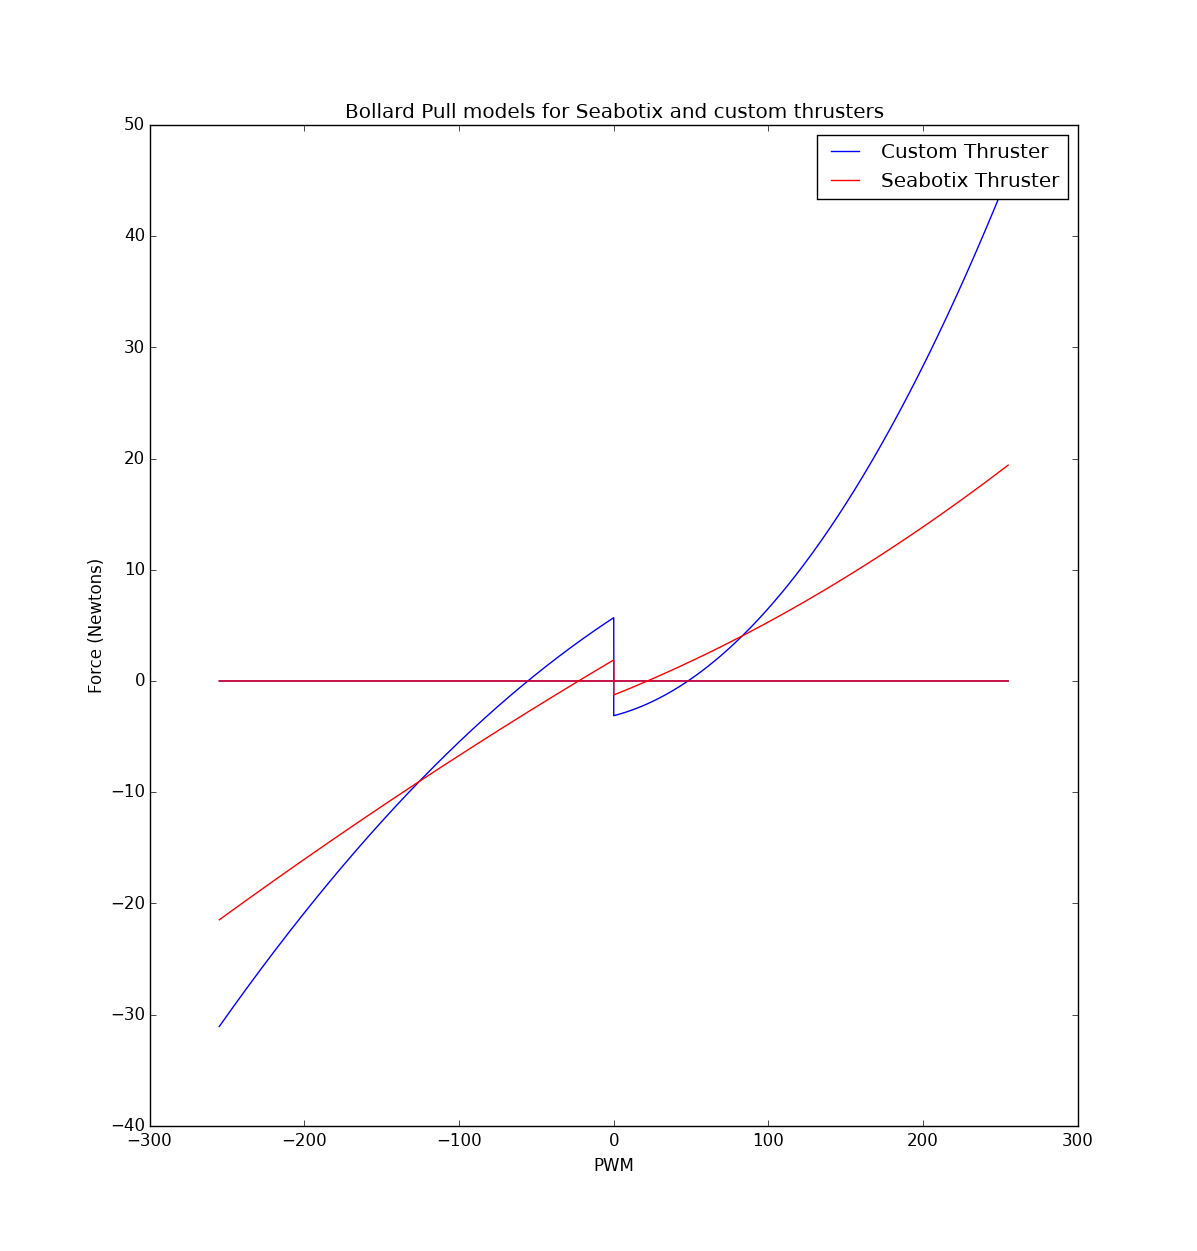 Bollard Pull models for Seabotix and custom thrusters
Custom Thruster
Seabotix Thruster
50
40
30
20
10
0
−10
−20
−30
−40
Force (Newtons)
−300 −200 −100 0 100 200 300
PWM